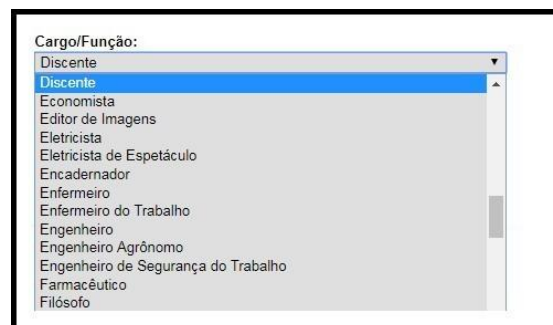 Cargo/Função:
Discente
Discente
Economista
Editor de Imagens
Eletricista
Eletricista de Espetáculo
Encadernador
Enfermeiro
Enfermeiro do Trabalho
Engenheiro
Engenheiro Agrônomo
Engenheiro de Segurança do Trabalho
Farmacêutico
Filósofo